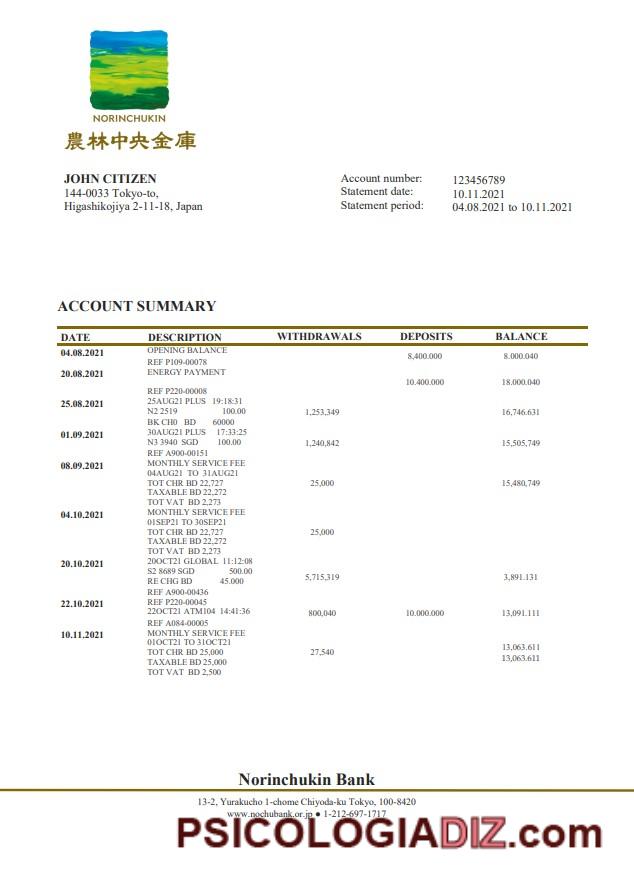 NORINCHUKIN
農林中央金庫
JOHN CITIZEN
144-0033 Tokyo-to,
Higashikojiya 2-11-18, Japan
Account number: 123456789
Statement date: 10.11.2021
Statement period: 04.08.2021 to 10.11.2021
ACCOUNT SUMMARY
DATE DESCRIPTION WITHDRAWALS DEPOSITS BALANCE
04.08.2021 OPENING BALANCE
8,400.000 8.000.040
REF P109-00078
20.08.2021 ENERGY PAYMENT
10.400.000 18.000.040
REF P220-00008
25.08.2021 25AUG21 PLUS 19:18:31
N2 2519 100.00 1,253,349 16,746.631
BK CH0 BD 60000
01.09.2021 30AUG21 PLUS 17:33:25
N3 3940 SGD 100.00 1,240,842 15,505,749
REF A900-00151
08.09.2021 MONTHLY SERVICE FEE
04AUG21 TO 31AUG21
TOT CHR BD 22,727 25,000 15,480,749
TAXABLE BD 22,272
TOT VAT BD 2,273
04.10.2021 MONTHLY SERVICE FEE
01SEP21 TO 30SEP21
TOT CHR BD 22,727 25,000
TAXABLE BD 22,272
TOT VAT BD 2,273
20.10.2021 20OCT21 GLOBAL 11:12:08
S2 8689 SGD 500.00
RE CHG BD 45.000 5,715,319 3,891.131
REF A900-00436
22.10.2021 REF P220-00045
22OCT21 ATM104 14:41:36 800,040 10.000.000 13,091.111
REF A084-00005
10.11.2021 MONTHLY SERVICE FEE
01OCT21 TO 31OCT21 13,063.611
TOT CHR BD 25,000 27,540
TAXABLE BD 25,000 13,063.611
TOT VAT BD 2,500
Norinchukin Bank
13-2, Yurakucho 1-chome Chiyoda-ku Tokyo, 100-8420
www.nochubank.or.jp ● 1-212-697-1717
PSICOLOGIADIZ.com